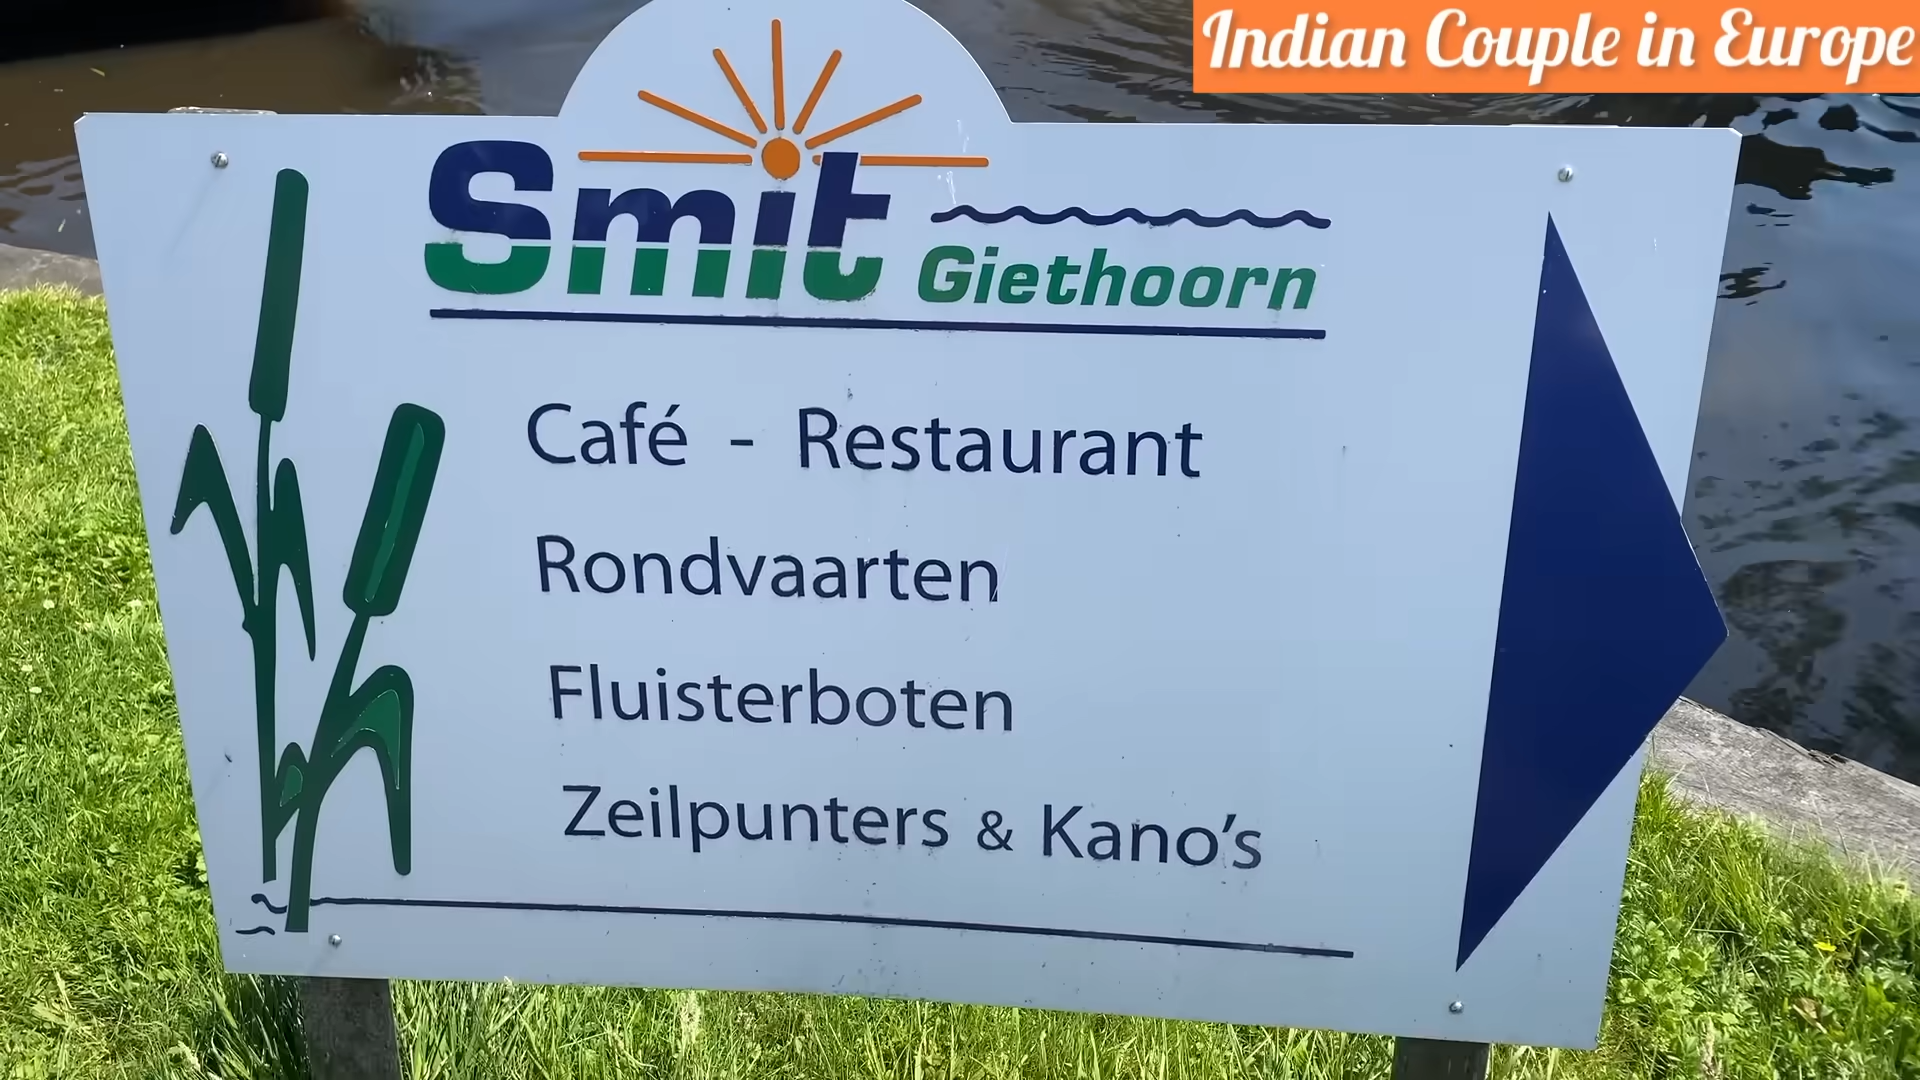 Indian Couple in Europe
Smit Giethoorn
Café - Restaurant
Rondvaarten
Fluisterboten
Zeilpunters & Kano's